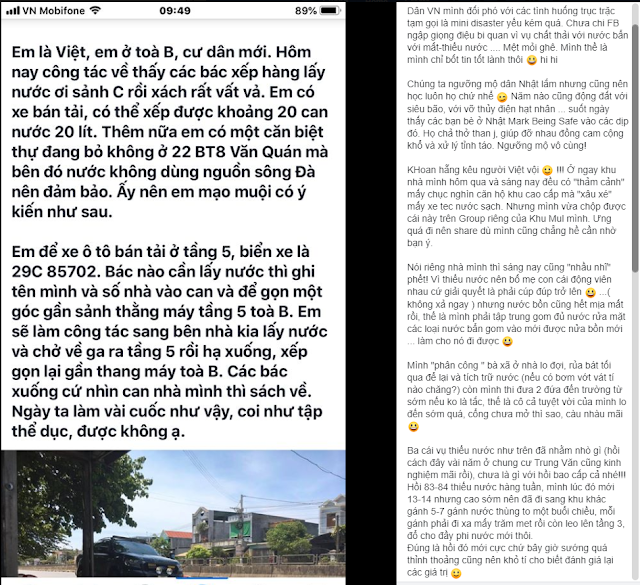 VN Mobifone
09:49
89%
Em là Việt, em ở toà B, cư dân mới. Hôm
nay công tác về thấy các bác xếp hàng lấy
nước ơi sảnh C rồi xách rất vất vả. Em có
xe bán tải, có thể xếp được khoảng 20 can
nước 20 lít. Thêm nữa em có một căn biệt
thự đang bỏ không ở 22 BT8 Văn Quán mà
bên đó nước không dùng nguồn sông Đà
nên đảm bảo. Ấy nên em mạo muội có ý
kiến như sau.
Em để xe ô tô bán tải ở tầng 5, biển xe là
29C 85702. Bác nào cần lấy nước thì ghi
tên mình và số nhà vào can và để gọn một
góc gần sảnh thằng máy tầng 5 toà B. Em
sẽ làm công tác sang bên nhà kia lấy nước
và chở về ga ra tầng 5 rồi hạ xuống, xếp
gọn lại gần thang máy toà B. Các bác
xuống cứ nhìn can nhà mình thì sách về.
Ngày ta làm vài cuốc như vậy, coi như tập
thể dục, được không ạ.
Dân VN mình đối phó với các tình huống trục trặc
tạm gọi là mini disaster yếu kém quá. Chưa chi FB
ngập giọng điệu bi quan vì vụ chất thải với nước bẩn
với mắt-thiếu nước .... Mệt mỏi ghê. Mình thế là
mình chỉ bốt tin tốt lành thôi 😀 hi hi
Chúng ta ngưỡng mộ dân Nhật lắm nhưng cũng nên
học luôn họ chứ nhể 🙂 Năm nào cũng động đất với
siêu bão, với vỡ thủy điện hạt nhân ... suốt ngày
thấy các bạn bè ở Nhật Mark Being Safe vào các dịp
đó. Họ chả thở than j, giúp đỡ nhau đồng cam cộng
khổ và xử lý tỉnh táo. Ngưỡng mộ vô cùng!
KHoan hẵng kêu người Việt vội 🙂 !!! Ở ngay khu
nhà mình hôm qua và sáng nay đều có "thảm cảnh"
mấy chục nghìn căn hộ khu cao cấp mà "xâu xé"
mấy xe tec nước sạch. Nhưng mình vừa chộp được
cái này trên Group riêng của Khu Mul mình. Ưng
quá đi nên share dù mình cũng chẳng hề cần nhờ
bạn ý.
Nói riêng nhà mình thì sáng nay cũng "nhầu nhĩ"
phết! Vì thiếu nước nên bố mẹ con cái động viên
nhau cứ giải quyết là phải cúp đúp trở lên 😀 ...(
không xả ngay ) nhưng nước bồn cũng hết mịa mắt
rồi, thế là mình phải tập trung gom đủ nước rửa mặt
các loại nước bẩn gom vào mới được nửa bồn mới
... làm cho nó đi được 😀
Mình "phân công " bà xã ở nhà lo đợi, rủa bát tối
qua để lại và tích trữ nước (nếu có bơm vớt vát tí
nào chăng?) còn mình thì đưa 2 đứa đến trường từ
sớm nếu ko là tắc, thế là cô cả tuyệt vời của mình lo
đến sớm quá, cổng chưa mở thì sao, càu nhàu mãi
😀
Ba cái vụ thiếu nước như trên đã nhằm nhò gì (hồi
cách đây vài năm ở chung cư Trung Văn cũng kinh
nghiệm mãi rồi), chưa là gì với hồi bao cấp cả nhé!!!
Hồi 83-84 thiếu nước hàng tuần, mình lúc đó mới
13-14 nhưng cao sớm nên đã đi sang khu khác
gánh 5-7 gánh nước thùng to một buổi chiều, mỗi
gánh phải đi xa mấy trăm mét rồi còn leo lên tầng 3,
đổ cho đầy phi nước mới thôi.
Đúng là hồi đó mới cực chứ bây giờ sướng quá
thỉnh thoảng cũng nên khổ tí cho biết đánh giá lại
các giá trị 😀